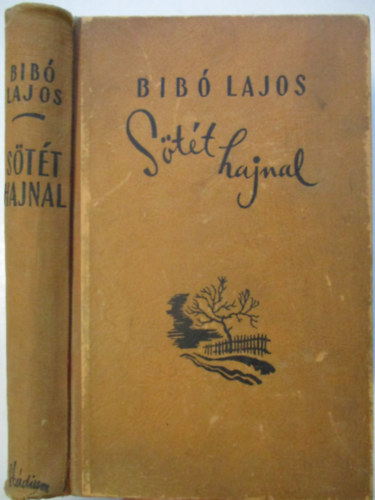 BIBÓ
LAJOS
SÖTÉT
HAJNAL
BIBÓ LAJOS
Sötét
hajnal